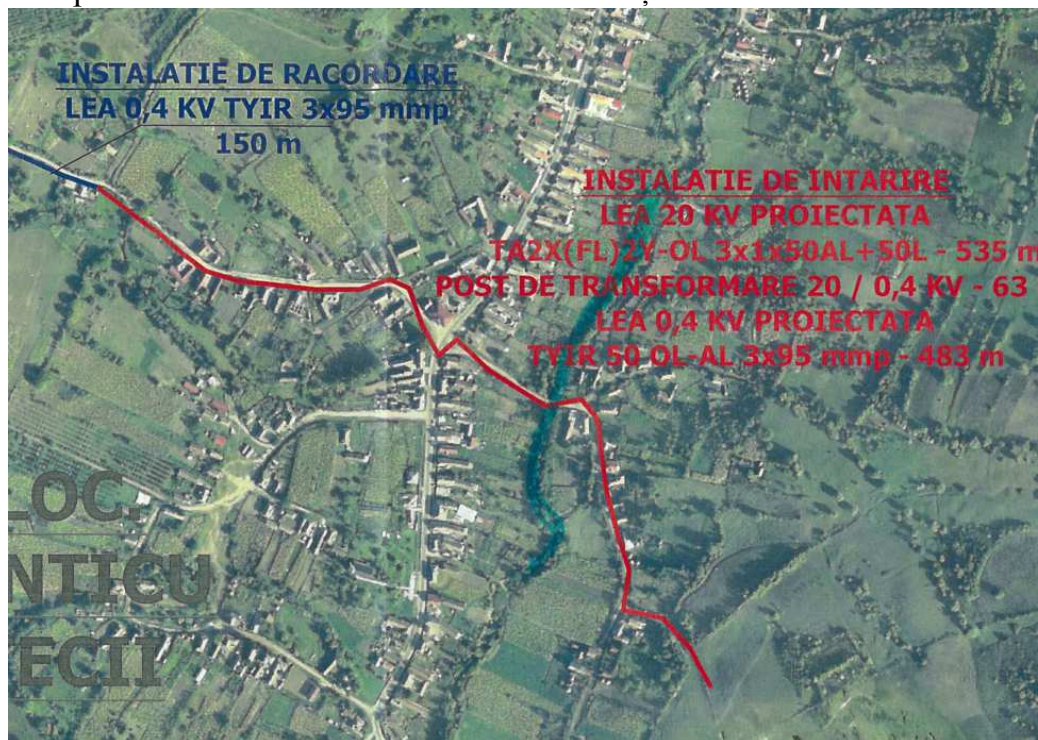 INSTALATIE DE RACORDARE
LEA 0,4 KV TYIR 3x95 mmp
150 m
INSTALATIE DE INTARIRE
LEA 20 KV PROIECTATA
TA2X(FL)2Y-OL 3x1x50AL+50L - 535 m
POST DE TRANSFORMARE 20 / 0,4 KV - 63
LEA 0,4 KV PROIECTATA
TYIR 50 OL-AL 3x95 mmp - 483 m
LOC.
NTICU
ECII